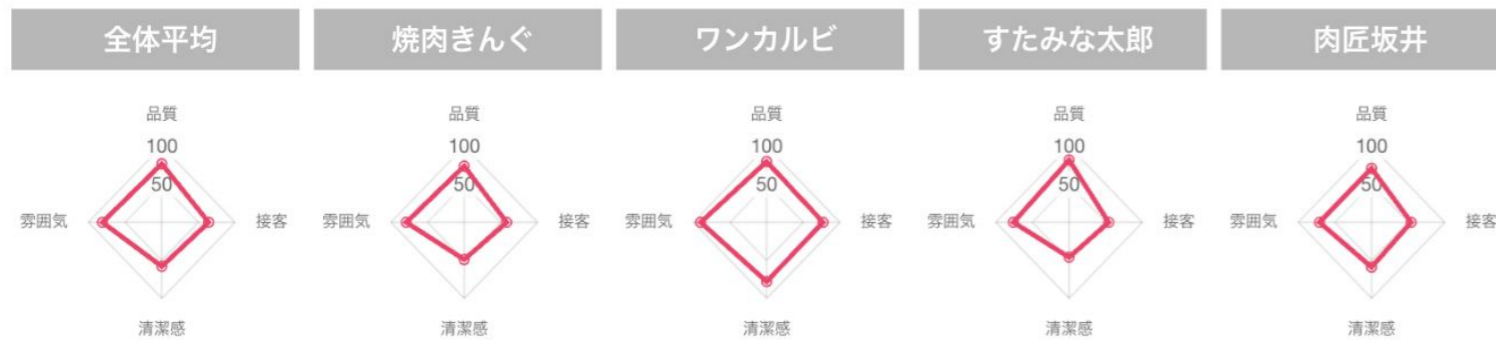 全体平均
品質
100
50
雰囲気
接客
清潔感
焼肉きんぐ
品質
100
50
雰囲気
接客
清潔感
ワンカルビ
品質
100
50
雰囲気
接客
清潔感
すたみな太郎
品質
100
50
雰囲気
接客
清潔感
肉匠坂井
品質
100
50
雰囲気
接客
清潔感